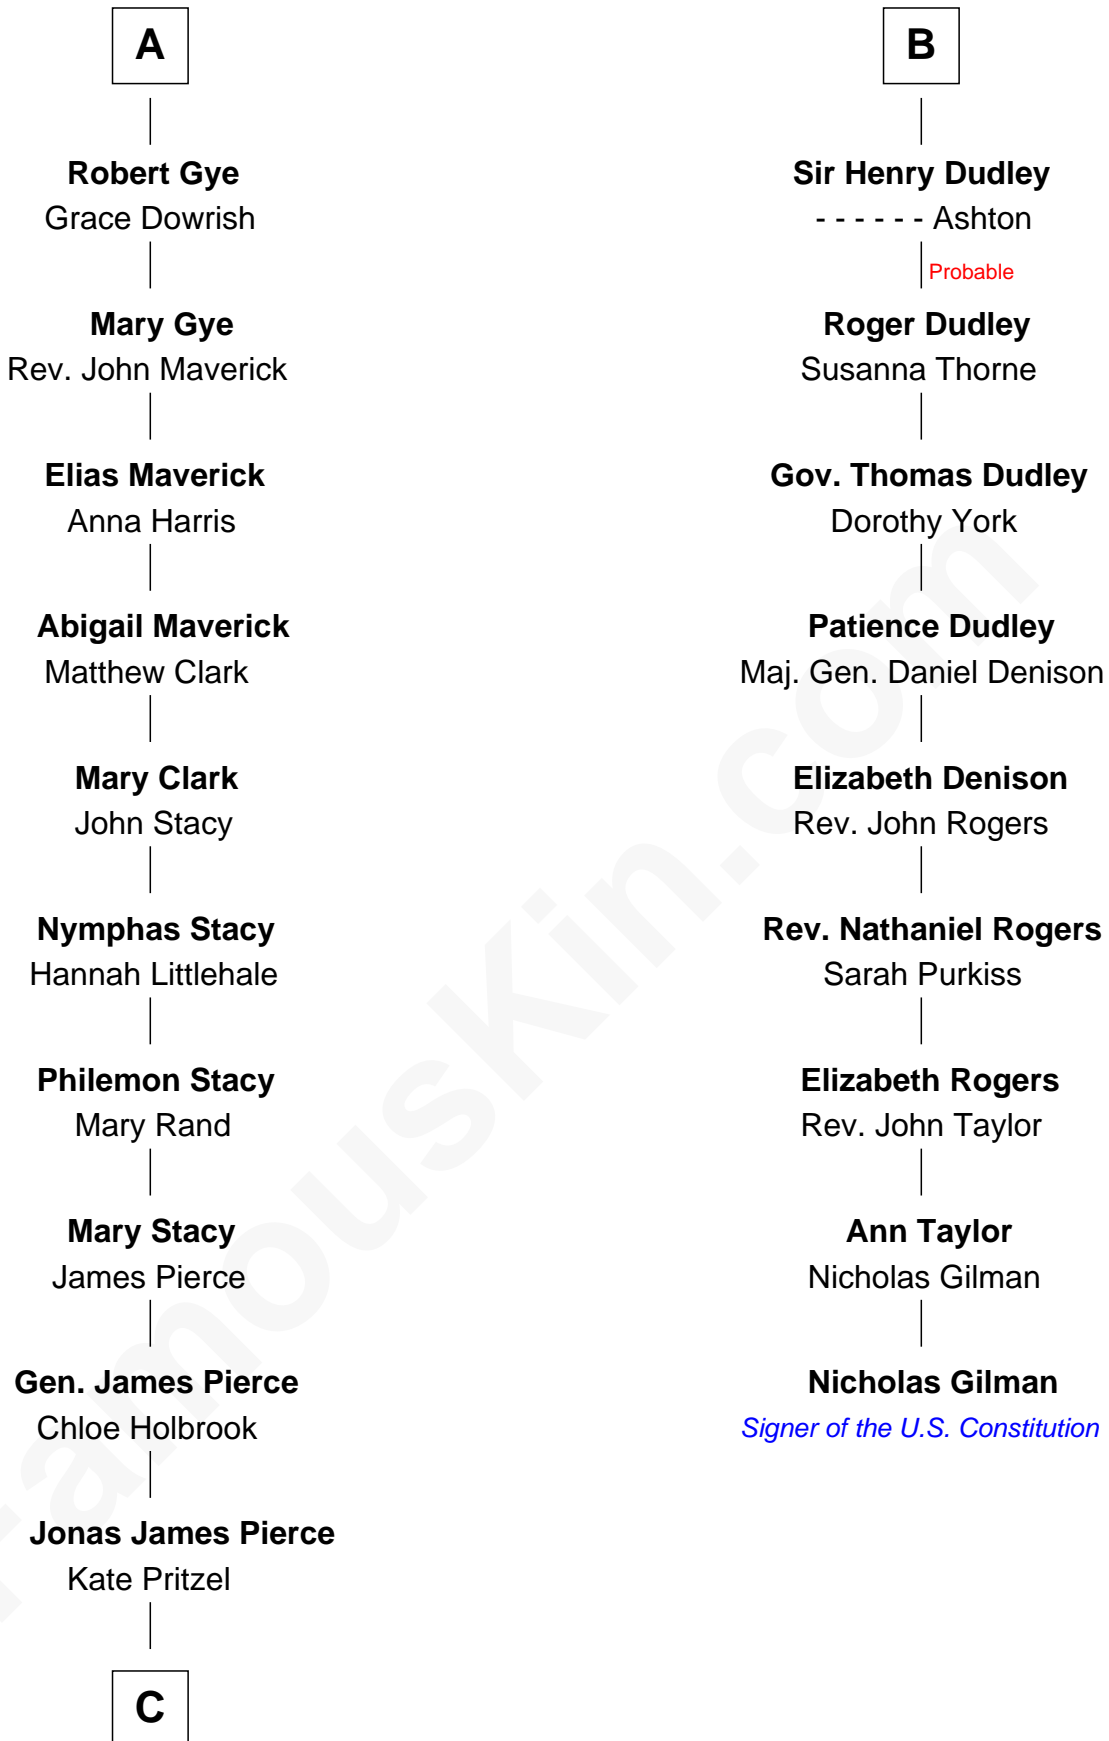 A
Robert Gye
Grace Dowrish
Mary Gye
Rev. John Maverick
Elias Maverick
Anna Harris
Abigail Maverick
Matthew Clark
Mary Clark
John Stacy
Nymphas Stacy
Hannah Littlehale
Philemon Stacy
Mary Rand
Mary Stacy
James Pierce
Gen. James Pierce
Chloe Holbrook
Jonas James Pierce
Kate Pritzel
C
B
Sir Henry Dudley
- - - - - - Ashton
Probable
Roger Dudley
Susanna Thorne
Gov. Thomas Dudley
Dorothy York
Patience Dudley
Maj. Gen. Daniel Denison
Elizabeth Denison
Rev. John Rogers
Rev. Nathaniel Rogers
Sarah Purkiss
Elizabeth Rogers
Rev. John Taylor
Ann Taylor
Nicholas Gilman
Nicholas Gilman
Signer of the U.S. Constitution
FamousKin.com